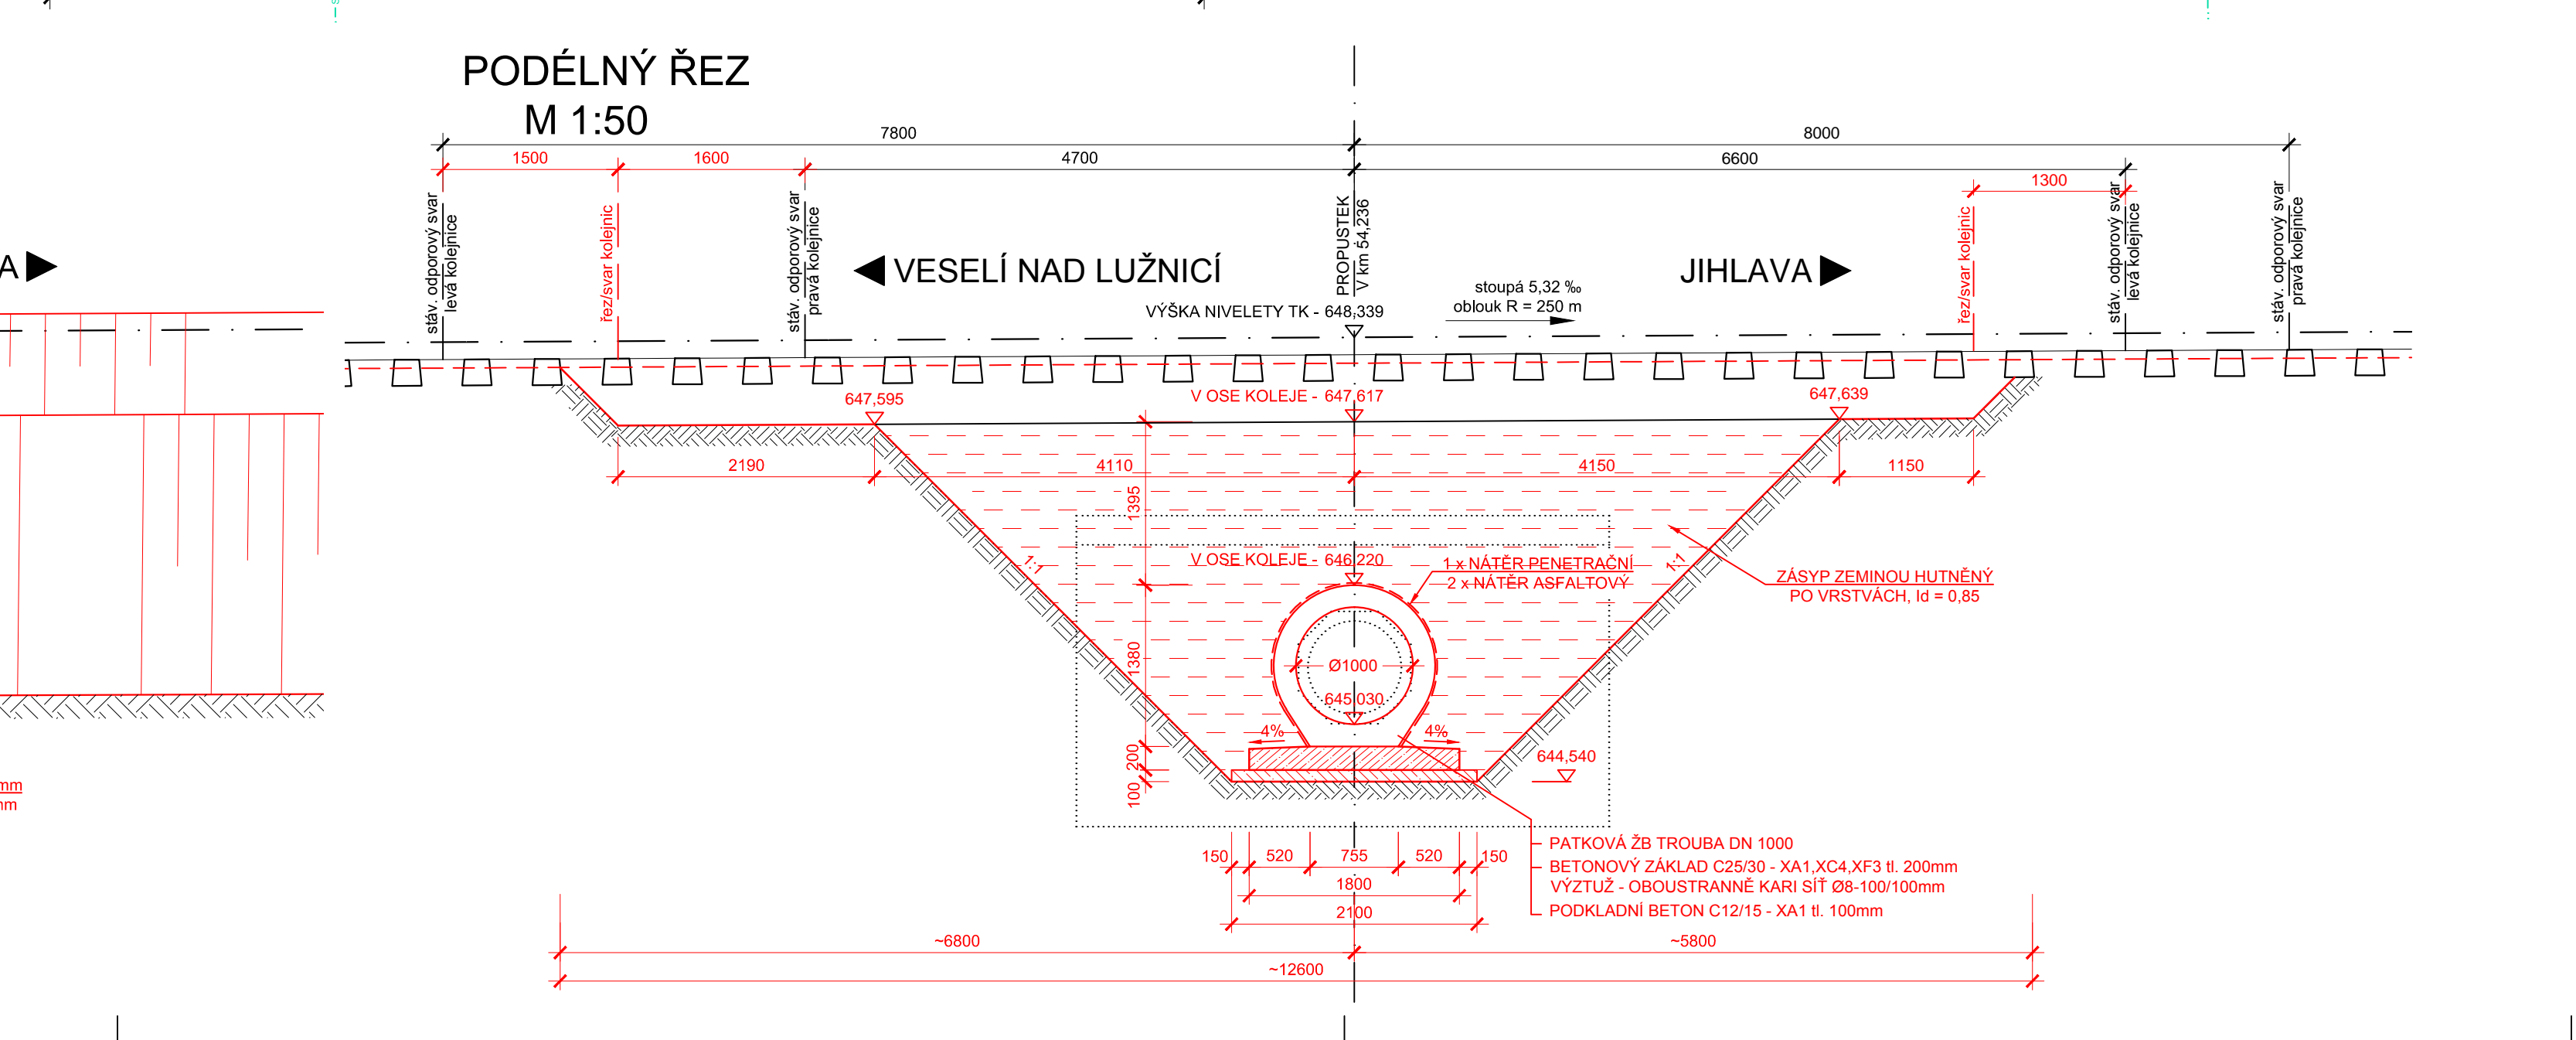 PODÉLNÝ ŘEZ
M 1:50
7800
8000
1500
1600
4700
6600
1300
stáv. odporový svar
levá kolejnice
řez/svar kolejnic
stáv. odporový svar
pravá kolejnice
PROPUSTEK
V km 54,236
řez/svar kolejnic
stáv. odporový svar
levá kolejnice
stáv. odporový svar
pravá kolejnice
A
VESELÍ NAD LUŽNICÍ
JIHLAVA
stoupá 5,32 ‰
oblouk R = 250 m
VÝŠKA NIVELETY TK - 648,339
647,595
V OSE KOLEJE - 647,617
647,639
2190
4110
4150
1150
1395
1:1
1:1
V OSE KOLEJE - 646,220
1 x NÁTĚR PENETRAČNÍ
2 x NÁTĚR ASFALTOVÝ
ZÁSYP ZEMINOU HUTNĚNÝ
PO VRSTVÁCH, Id = 0,85
1380
Ø1000
645,030
4%
4%
200
644,540
100
mm
mm
PATKOVÁ ŽB TROUBA DN 1000
BETONOVÝ ZÁKLAD C25/30 - XA1,XC4,XF3 tl. 200mm
VÝZTUŽ - OBOUSTRANNĚ KARI SÍŤ Ø8-100/100mm
PODKLADNÍ BETON C12/15 - XA1 tl. 100mm
150
520
755
520
150
1800
2100
~6800
~5800
~12600